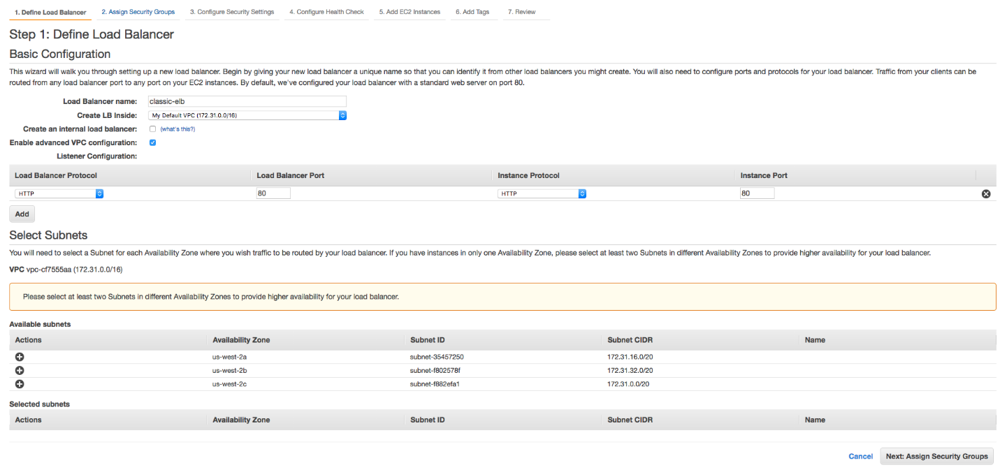 1. Define Load Balancer 2. Assign Security Groups 3. Configure Security Settings 4. Configure Health Check 5. Add EC2 Instances 6. Add Tags 7. Review
Step 1: Define Load Balancer
Basic Configuration
This wizard will walk you through setting up a new load balancer. Begin by giving your new load balancer a unique name so that you can identify it from other load balancers you might create. You will also need to configure ports and protocols for your load balancer. Traffic from your clients can be
routed from any load balancer port to any port on your EC2 instances. By default, we've configured your load balancer with a standard web server on port 80.
Load Balancer name: classic-elb
Create LB Inside: My Default VPC (172.31.0.0/16)
Create an internal load balancer: (what's this?)
Enable advanced VPC configuration:
Listener Configuration:
Load Balancer Protocol Load Balancer Port Instance Protocol Instance Port
HTTP 80 HTTP 80
Add
Select Subnets
You will need to select a Subnet for each Availability Zone where you wish traffic to be routed by your load balancer. If you have instances in only one Availability Zone, please select at least two Subnets in different Availability Zones to provide higher availability for your load balancer.
VPC vpc-cf7555aa (172.31.0.0/16)
Please select at least two Subnets in different Availability Zones to provide higher availability for your load balancer.
Available subnets
Actions Availability Zone Subnet ID Subnet CIDR Name
us-west-2a subnet-35457250 172.31.16.0/20
us-west-2b subnet-f802578f 172.31.32.0/20
us-west-2c subnet-f882efa1 172.31.0.0/20
Selected subnets
Actions Availability Zone Subnet ID Subnet CIDR Name
Cancel Next: Assign Security Groups